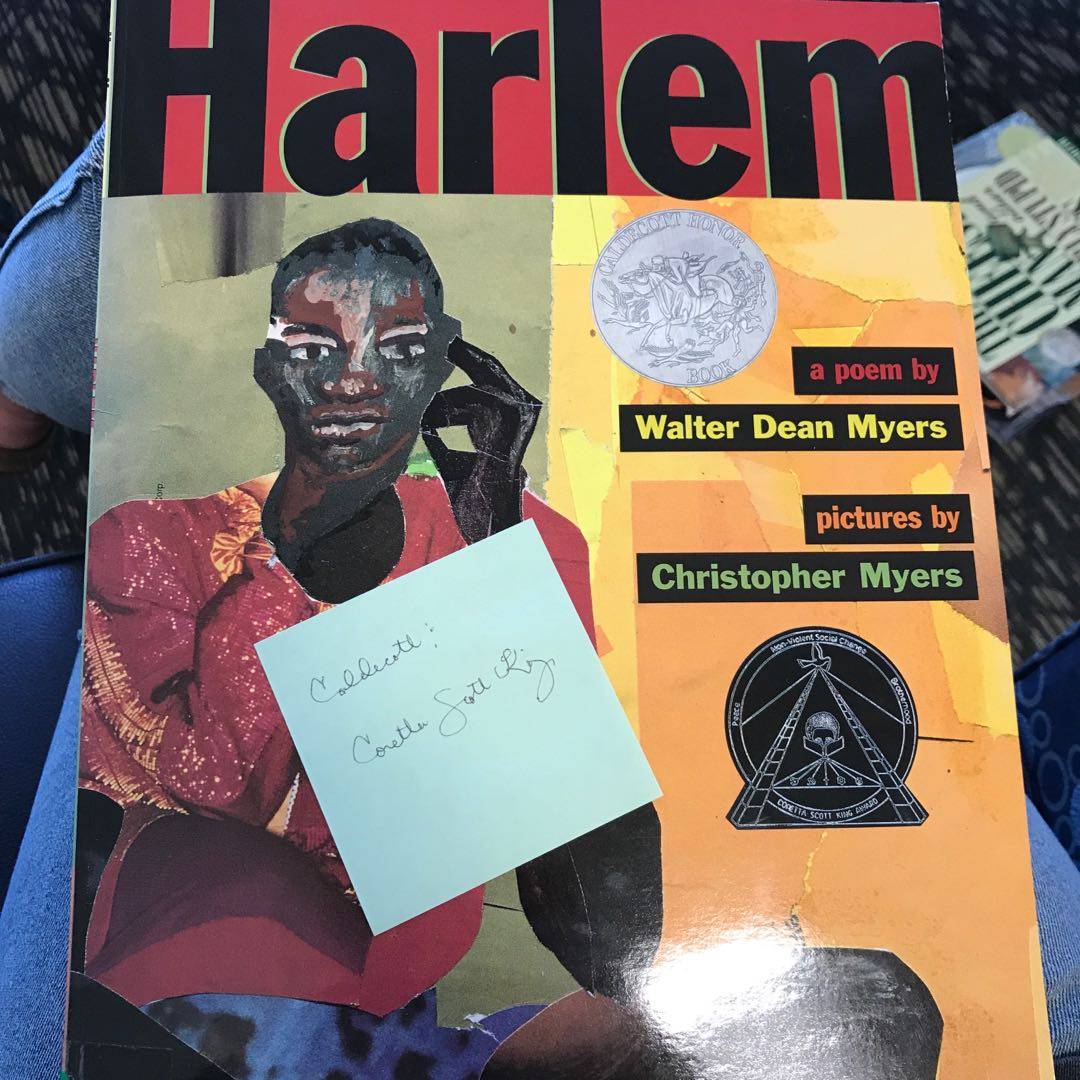 Harlem
CALDECOTT HONOR
BOOK
a poem by
Walter Dean Myers
pictures by
Christopher Myers
Corp.
Caldecott;
Coretta Scott King
Non-Violent Social Change
Peace
Brotherhood
CORETTA SCOTT KING AWARD